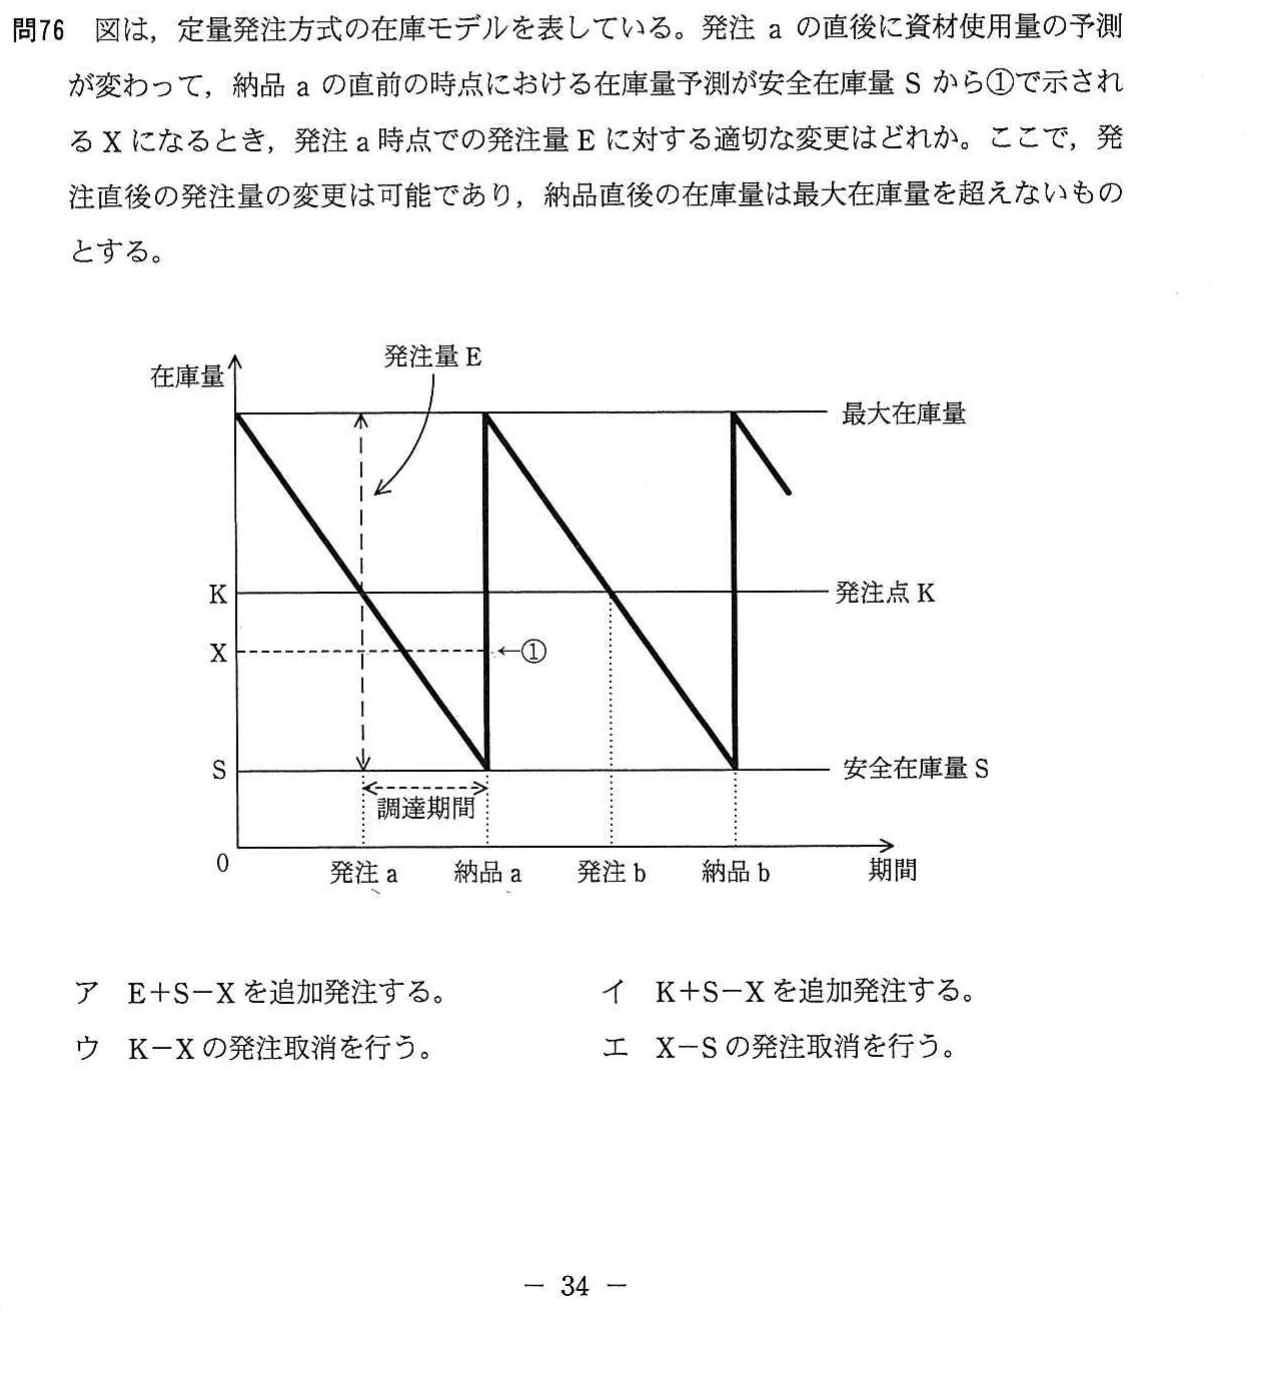 問76 図は，定量発注方式の在庫モデルを表している。発注 a の直後に資材使用量の予測
が変わって，納品 a の直前の時点における在庫量予測が安全在庫量 S から①で示され
る X になるとき，発注 a 時点での発注量 E に対する適切な変更はどれか。ここで，発
注直後の発注量の変更は可能であり，納品直後の在庫量は最大在庫量を超えないもの
とする。
発注量 E
在庫量
最大在庫量
K
発注点 K
X
←①
S
安全在庫量 S
調達期間
0
発注 a 納品 a 発注 b 納品 b 期間
ア E＋S－X を追加発注する。 イ K＋S－X を追加発注する。
ウ K－X の発注取消を行う。 エ X－S の発注取消を行う。
－ 34 －